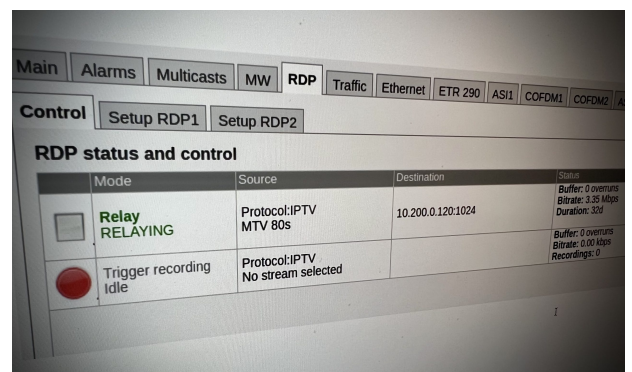 Main Alarms Multicasts MW RDP Traffic Ethernet ETR 290 ASI1 COFDM1 COFDM2
Control Setup RDP1 Setup RDP2
RDP status and control
Mode Source Destination Status
Relay
RELAYING
Protocol:IPTV
MTV 80s
10.200.0.120:1024
Buffer: 0 overruns
Bitrate: 3.35 Mbps
Duration: 32d
Trigger recording
Idle
Protocol:IPTV
No stream selected
Buffer: 0 overruns
Bitrate: 0.00 kbps
Recordings: 0